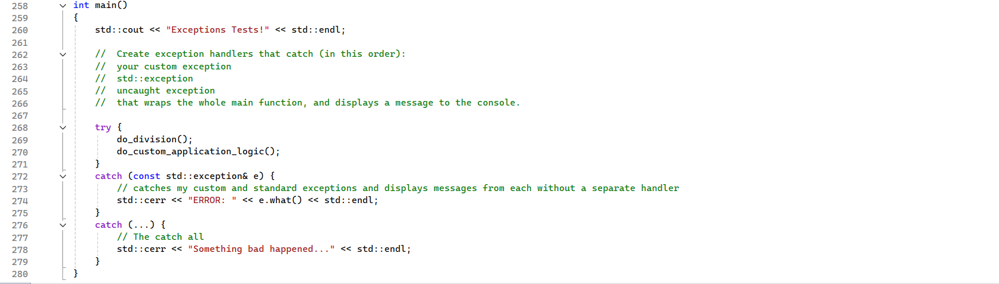 258 int main()
259 {
260     std::cout << "Exceptions Tests!" << std::endl;
261
262     //  Create exception handlers that catch (in this order):
263     //  your custom exception
264     //  std::exception
265     //  uncaught exception
266     //  that wraps the whole main function, and displays a message to the console.
267
268     try {
269         do_division();
270         do_custom_application_logic();
271     }
272     catch (const std::exception& e) {
273         // catches my custom and standard exceptions and displays messages from each without a separate handler
274         std::cerr << "ERROR: " << e.what() << std::endl;
275     }
276     catch (...) {
277         // The catch all
278         std::cerr << "Something bad happened..." << std::endl;
279     }
280 }